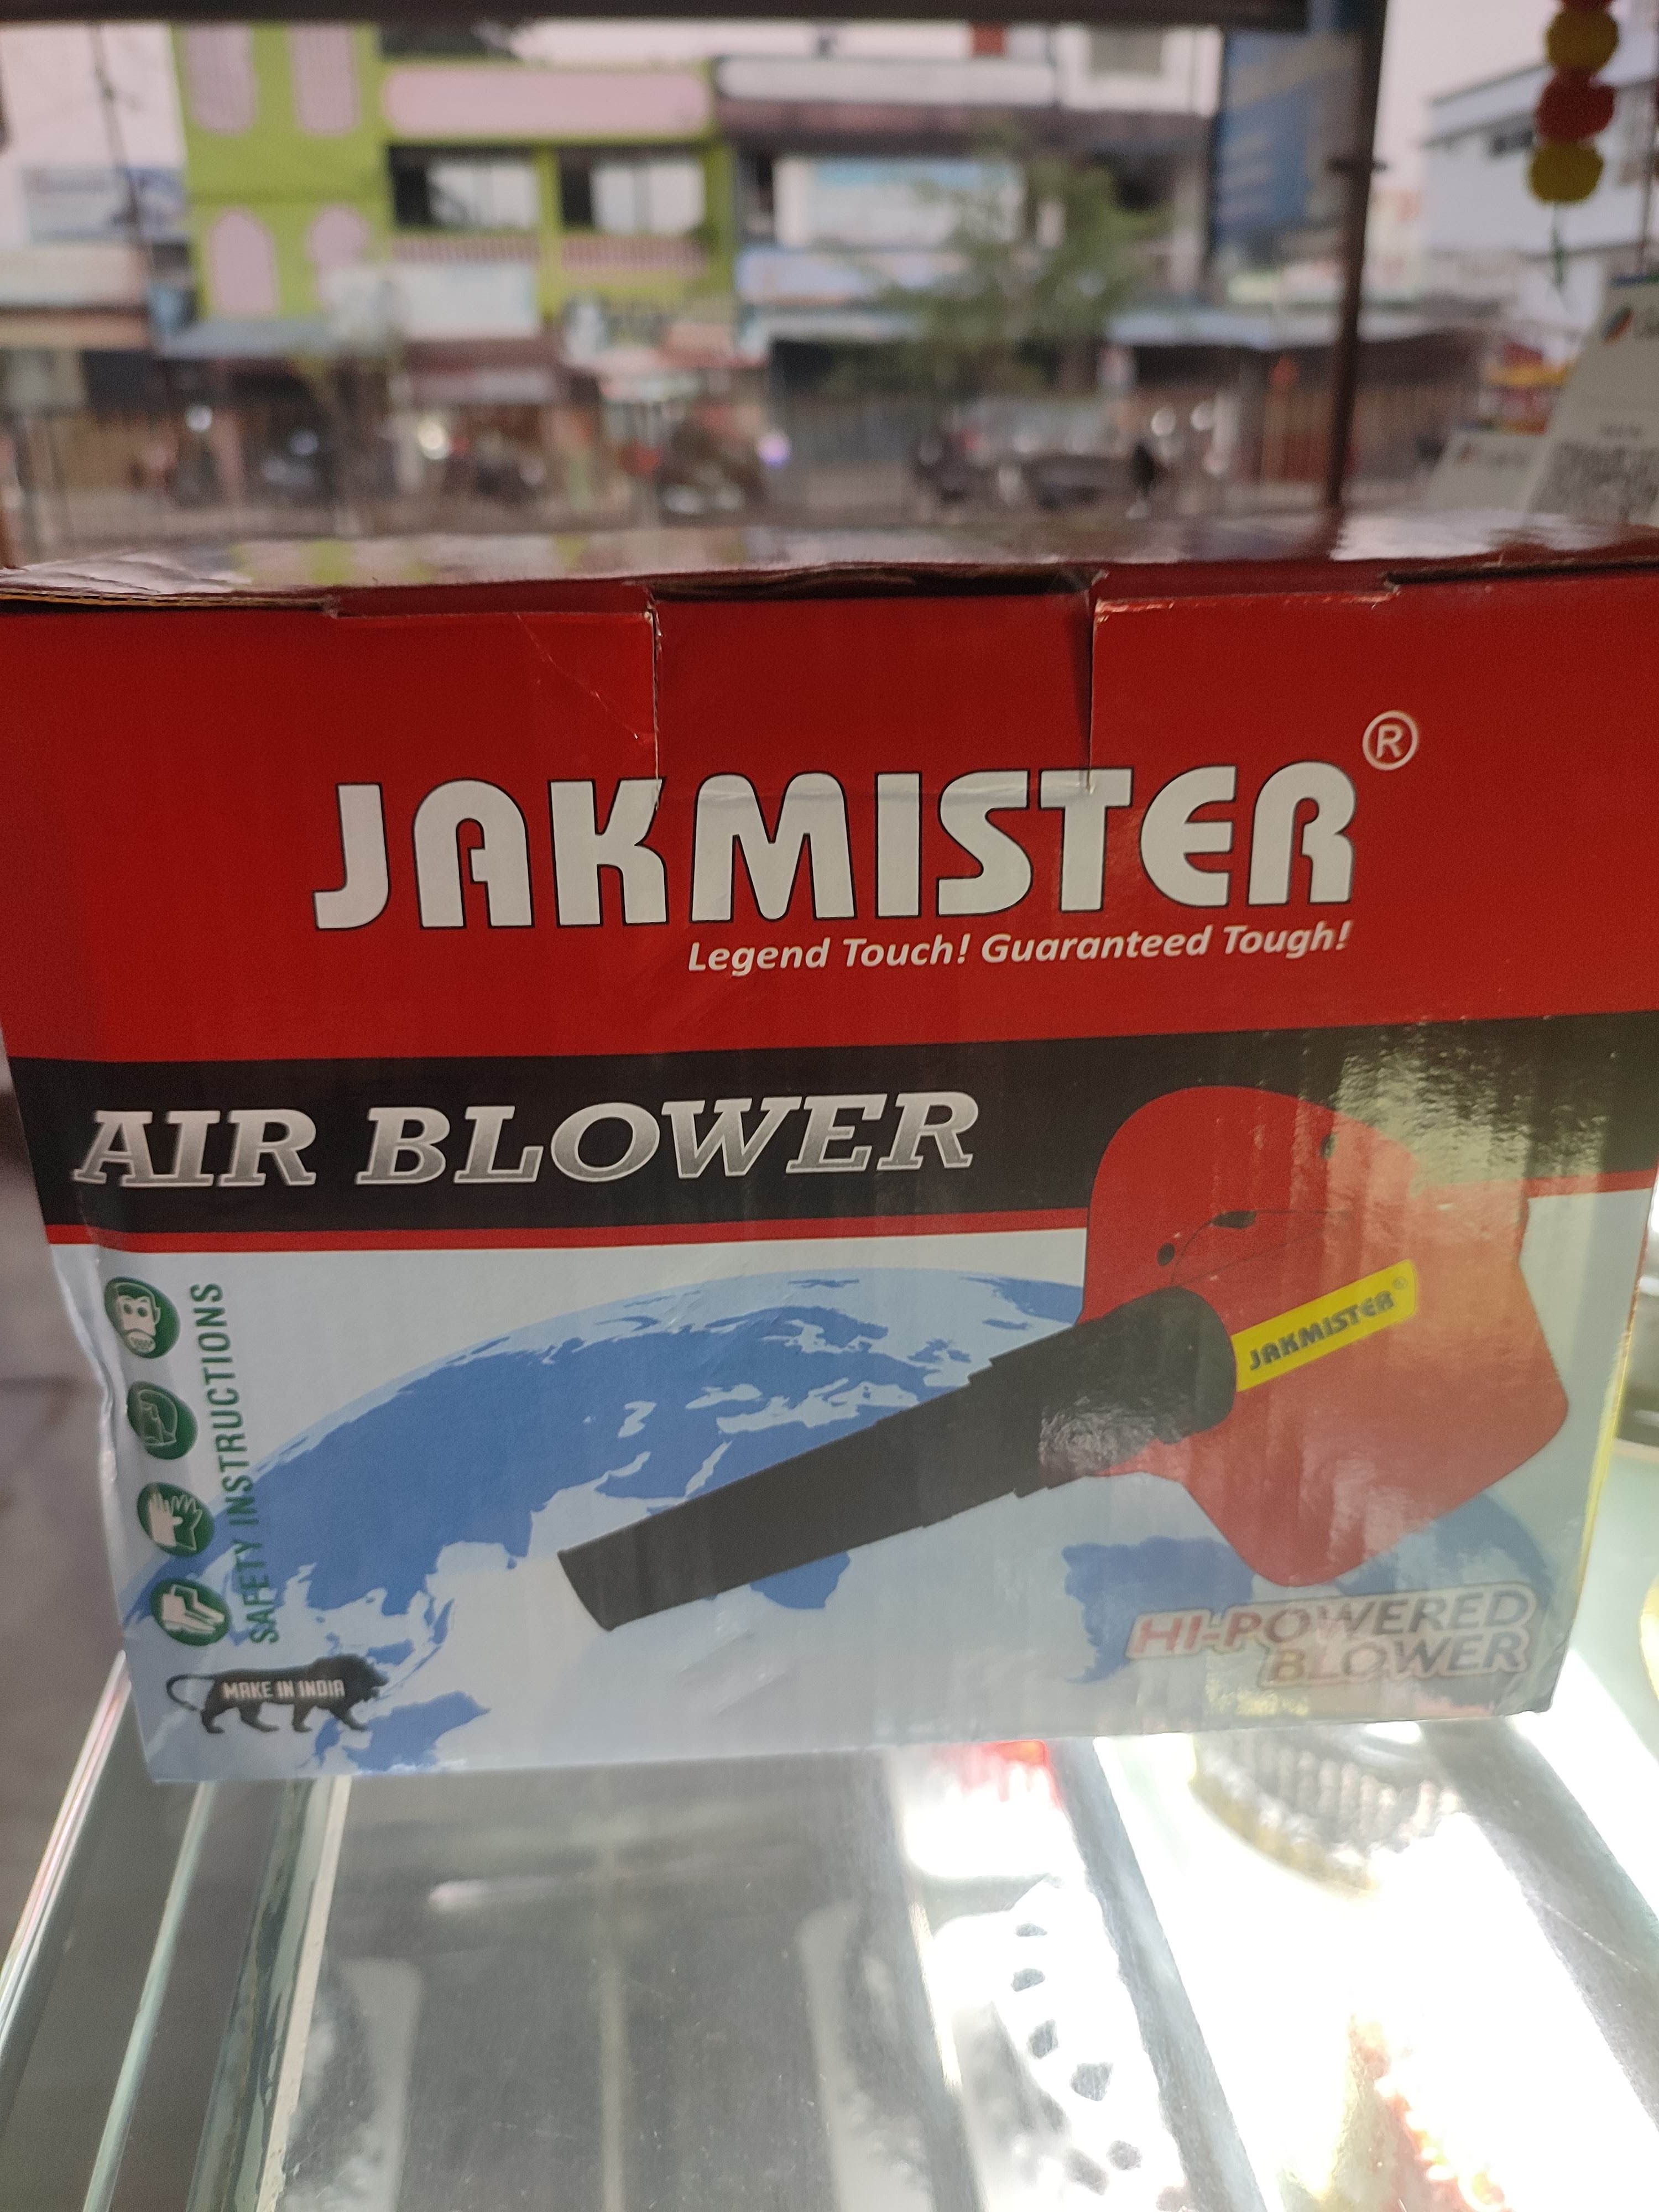 JAKMISTER®
Legend Touch! Guaranteed Tough!
AIR BLOWER
JAKMISTER®
SAFETY INSTRUCTIONS
HI-POWERED
BLOWER
MAKE IN INDIA